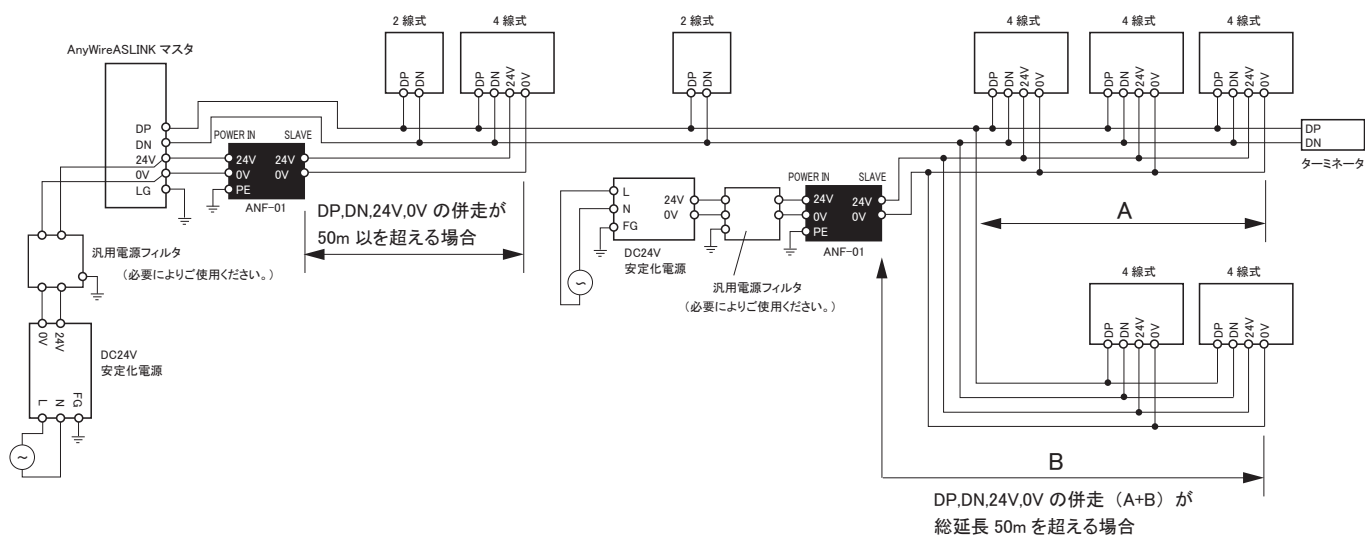 2 線式
4 線式
2 線式
4 線式
4 線式
4 線式
AnyWireASLINK マスタ
DP
DN
24V
0V
LG
DP
DN
DP
DN
24V
0V
DP
DN
DP
DN
24V
0V
DP
DN
24V
0V
DP
DN
24V
0V
DP
DN
ターミネータ
POWER IN
SLAVE
24V
0V
PE
24V
0V
ANF-01
DP,DN,24V,0V の併走が
50m 以を超える場合
汎用電源フィルタ
（必要によりご使用ください。）
0V
24V
DC24V
安定化電源
L
N
FG
~
L
N
FG
24V
0V
DC24V
安定化電源
~
汎用電源フィルタ
（必要によりご使用ください。）
POWER IN
SLAVE
24V
0V
PE
24V
0V
ANF-01
A
4 線式
4 線式
DP
DN
24V
0V
DP
DN
24V
0V
B
DP,DN,24V,0V の併走（A+B）が
総延長 50m を超える場合